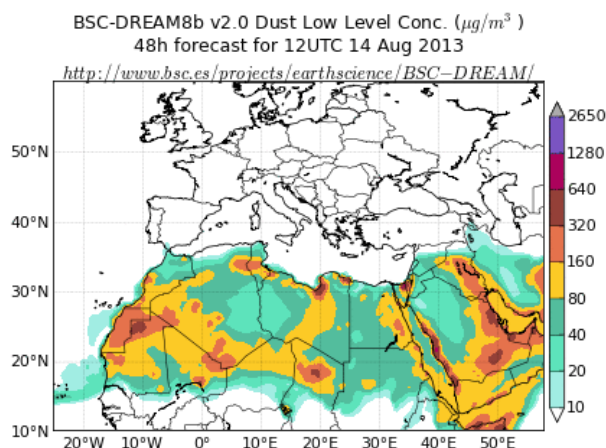 BSC-DREAM8b v2.0 Dust Low Level Conc. (μg/m³ )
48h forecast for 12UTC 14 Aug 2013
http://www.bsc.es/projects/earthscience/BSC−DREAM/
2650
1280
640
320
160
80
40
20
10
50°N
40°N
30°N
20°N
10°N
20°W 10°W 0° 10°E 20°E 30°E 40°E 50°E